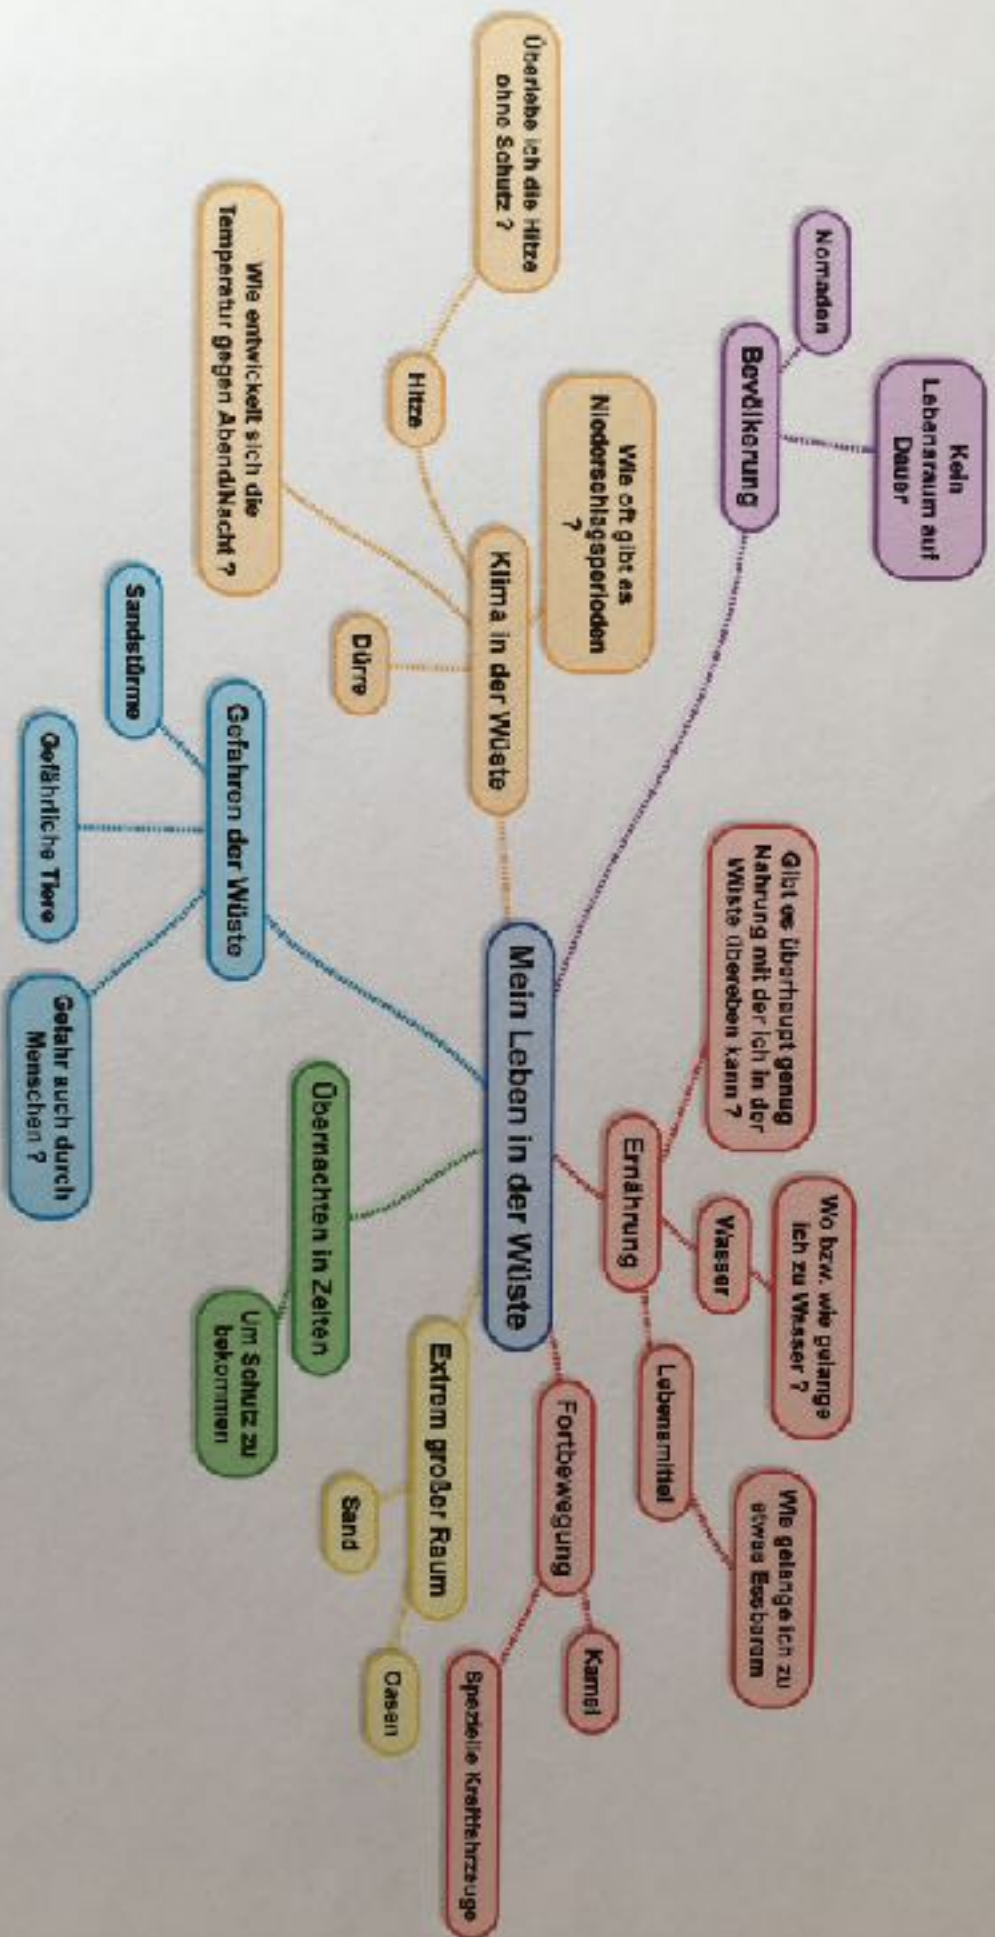 Kein
Lebensraum auf
Dauer
Nomaden
Bevölkerung
Wie oft gibt es
Niederschlagsperioden
?
Überlebe ich die Hitze
ohne Schutz ?
Hitze
Klima in der Wüste
Dürre
Wie entwickelt sich die
Temperatur gegen Abend/Nacht ?
Gefahren der Wüste
Sandstürme
Gefährliche Tiere
Gefahr auch durch
Menschen ?
Mein Leben in der Wüste
Gibt es überhaupt genug
Nahrung mit der ich in der
Wüste übereben kann ?
Ernährung
Wasser
Wo bzw. wie gelange
ich zu Wasser ?
Lebensmittel
Wie gelange ich zu
etwas Essbarem
Fortbewegung
Kamel
Spezielle Kraftfahrzeuge
Extrem großer Raum
Sand
Oasen
Übernachten in Zelten
Um Schutz zu
bekommen